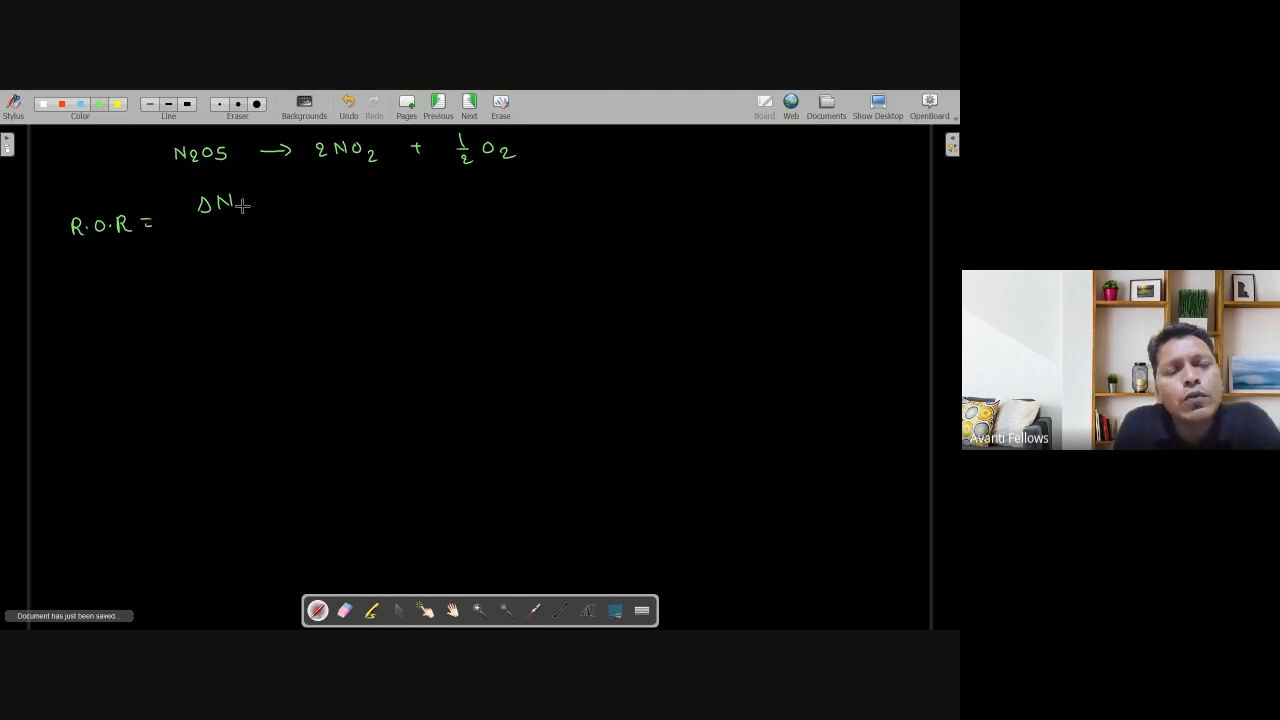 Stylus Color Line Eraser Backgrounds Undo Redo Pages Previous Next Erase Board Web Documents Show Desktop OpenBoard
N2O5 → 2NO2 + 1/2 O2
ΔN
R.O.R =
Avanti Fellows
Document has just been saved...